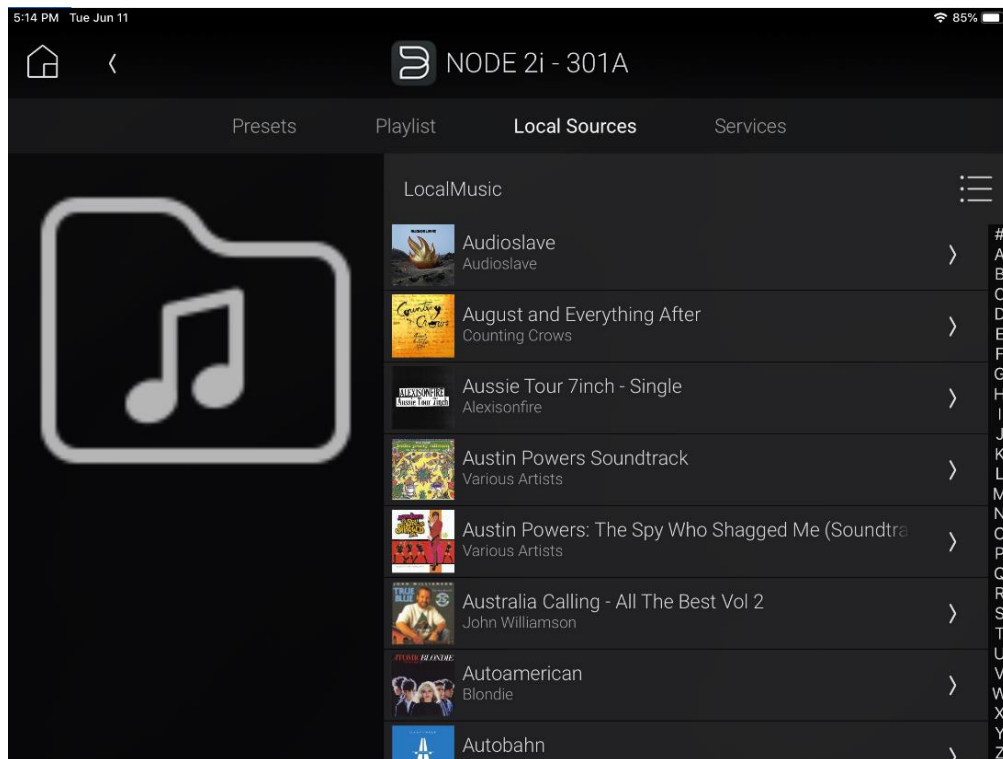 5:14 PM Tue Jun 11
85%
NODE 2i - 301A
Presets
Playlist
Local Sources
Services
LocalMusic
Audioslave
Audioslave
August and Everything After
Counting Crows
Aussie Tour 7inch - Single
Alexisonfire
Austin Powers Soundtrack
Various Artists
Austin Powers: The Spy Who Shagged Me (Soundtra
Various Artists
Australia Calling - All The Best Vol 2
John Williamson
Autoamerican
Blondie
Autobahn
#
A
B
C
D
E
F
G
H
I
J
K
L
M
N
O
P
Q
R
S
T
U
V
W
X
Y
Z